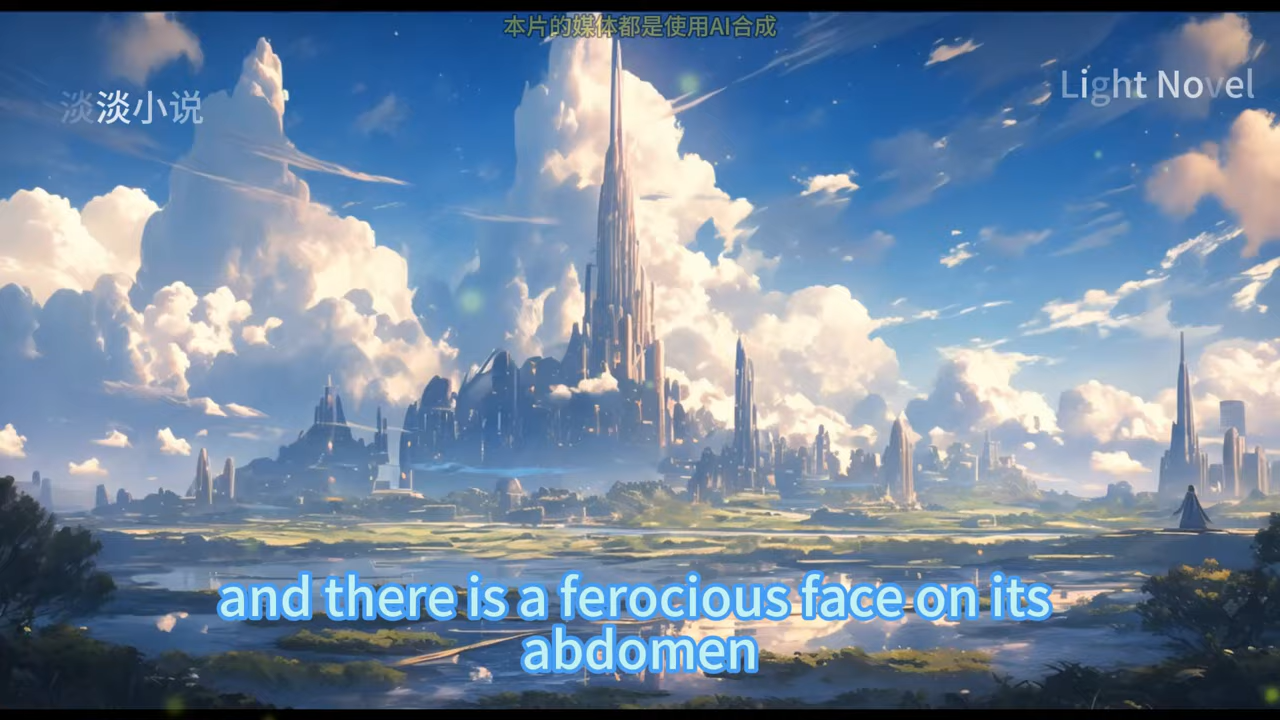 本片的媒体都是使用AI合成
淡淡小说
Light Novel
and there is a ferocious face on its
abdomen